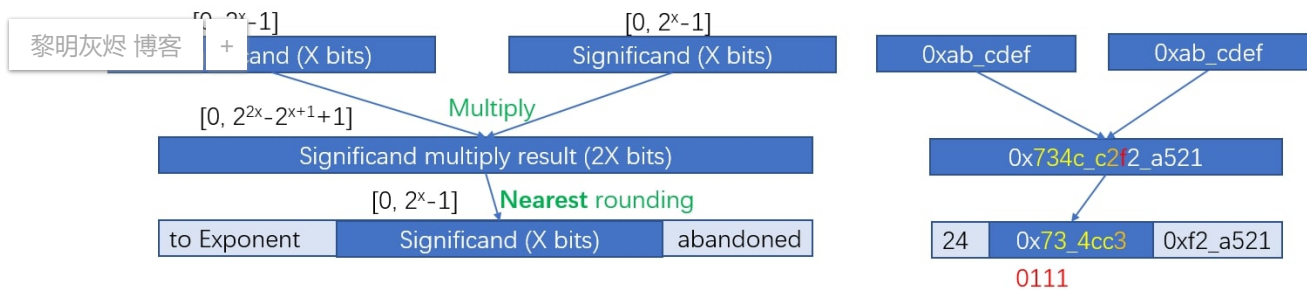 [0, 2ˣ-1]
[0, 2ˣ-1]
黎明灰烬 博客
+
cand (X bits)
Significand (X bits)
0xab_cdef
0xab_cdef
[0, 2²ˣ-2ˣ⁺¹+1]
Multiply
Significand multiply result (2X bits)
0x734c_c2f2_a521
[0, 2ˣ-1]
Nearest rounding
to Exponent
Significand (X bits)
abandoned
24
0x73_4cc3
0xf2_a521
0111